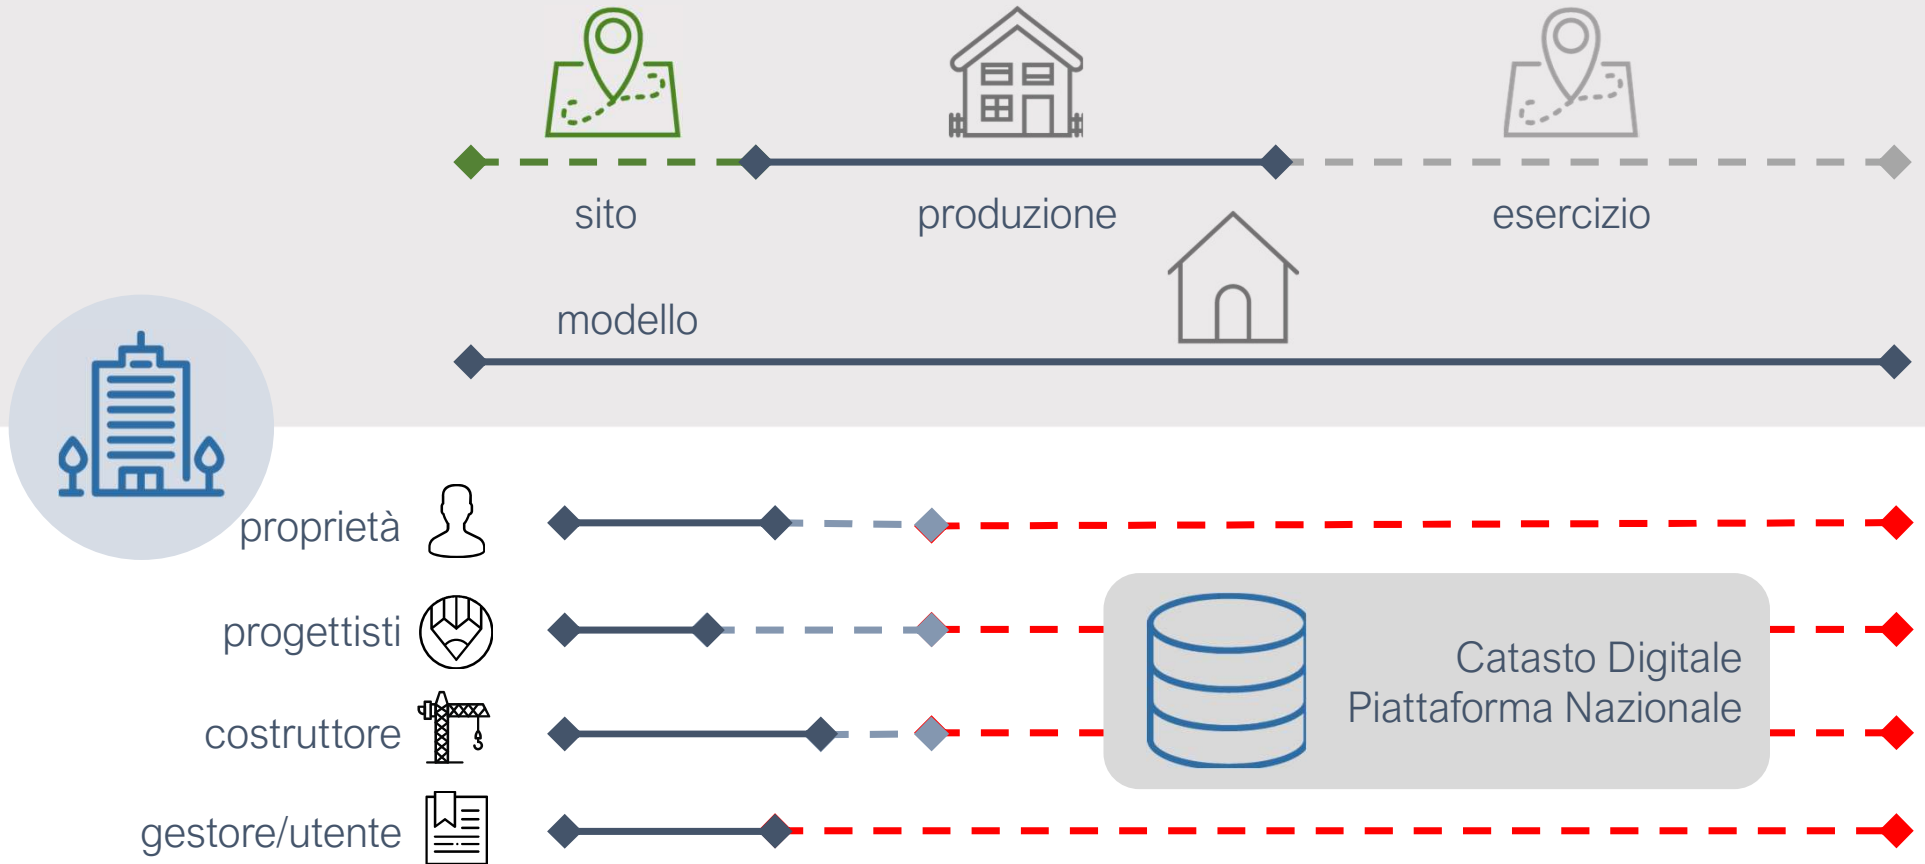 sito
produzione
esercizio
modello
proprietà
progettisti
Catasto Digitale
Piattaforma Nazionale
costruttore
gestore/utente